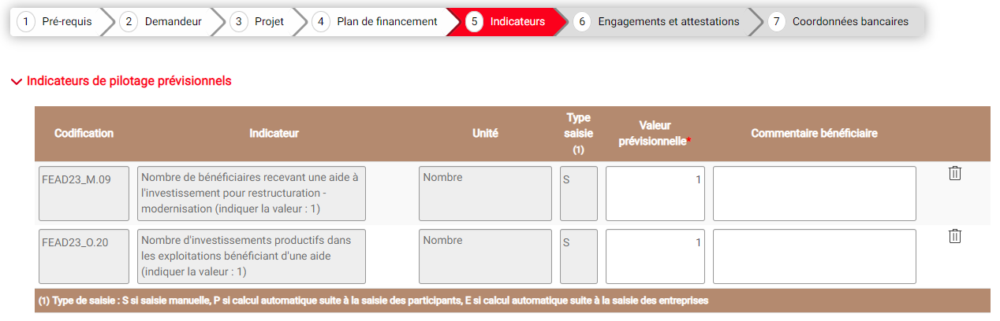 1 Pré-requis 2 Demandeur 3 Projet 4 Plan de financement 5 Indicateurs 6 Engagements et attestations 7 Coordonnées bancaires
Indicateurs de pilotage prévisionnels
Codification Indicateur Unité Type saisie (1) Valeur prévisionnelle* Commentaire bénéficiaire
FEAD23_M.09 Nombre de bénéficiaires recevant une aide à Nombre S 1
l'investissement pour restructuration -
modernisation (indiquer la valeur : 1)
FEAD23_O.20 Nombre d'investissements productifs dans Nombre S 1
les exploitations bénéficiant d'une aide
(indiquer la valeur : 1)
(1) Type de saisie : S si saisie manuelle, P si calcul automatique suite à la saisie des participants, E si calcul automatique suite à la saisie des entreprises